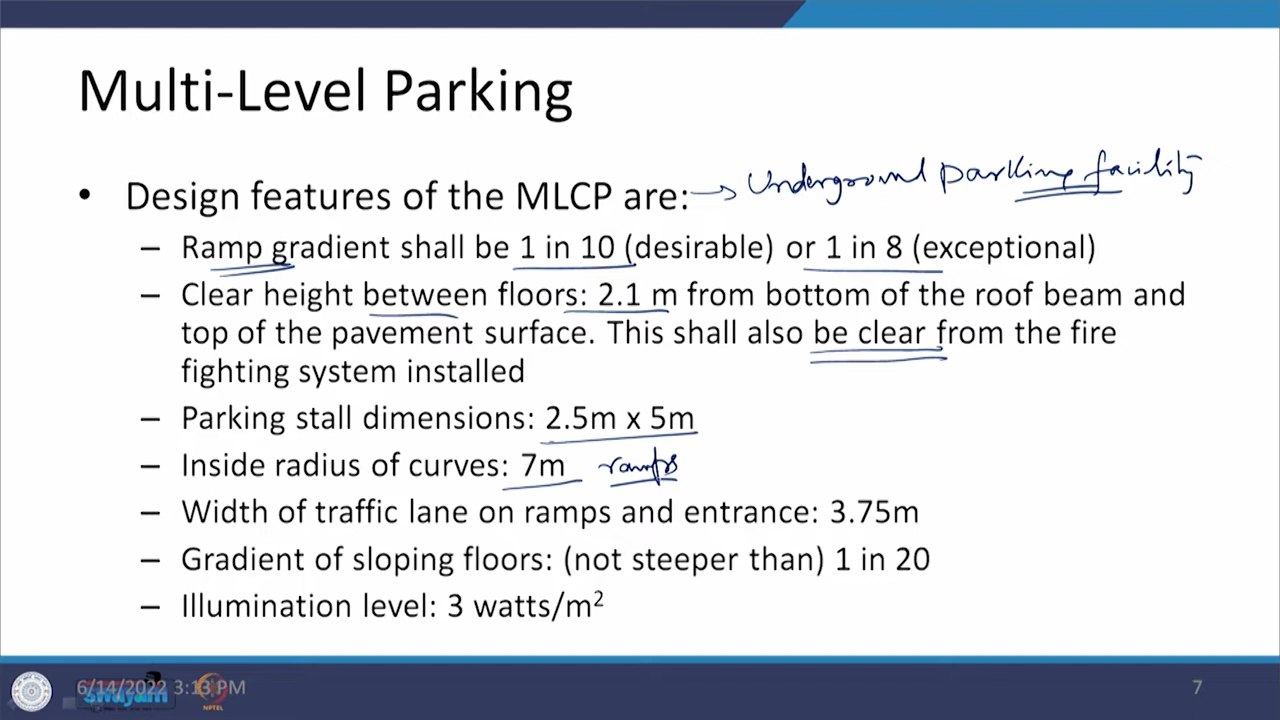 Multi-Level Parking
• Design features of the MLCP are: → Underground parking facility
– Ramp gradient shall be 1 in 10 (desirable) or 1 in 8 (exceptional)
– Clear height between floors: 2.1 m from bottom of the roof beam and
top of the pavement surface. This shall also be clear from the fire
fighting system installed
– Parking stall dimensions: 2.5m x 5m
– Inside radius of curves: 7m ramps
– Width of traffic lane on ramps and entrance: 3.75m
– Gradient of sloping floors: (not steeper than) 1 in 20
– Illumination level: 3 watts/m²
6/14/2022 3:13 PM
swayam
NPTEL
7